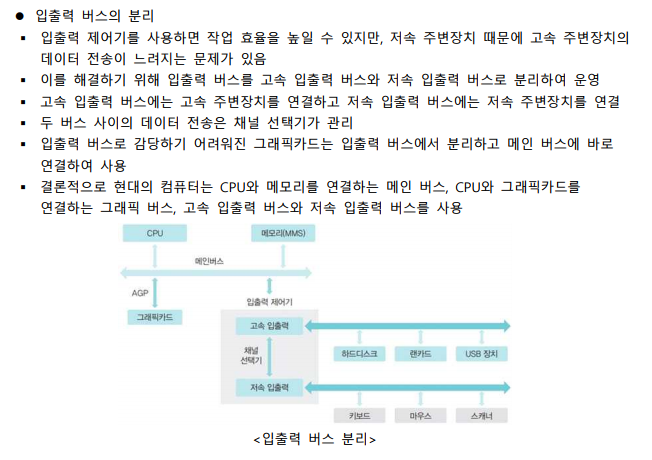 ● 입출력 버스의 분리
▪ 입출력 제어기를 사용하면 작업 효율을 높일 수 있지만, 저속 주변장치 때문에 고속 주변장치의
데이터 전송이 느려지는 문제가 있음
▪ 이를 해결하기 위해 입출력 버스를 고속 입출력 버스와 저속 입출력 버스로 분리하여 운영
▪ 고속 입출력 버스에는 고속 주변장치를 연결하고 저속 입출력 버스에는 저속 주변장치를 연결
▪ 두 버스 사이의 데이터 전송은 채널 선택기가 관리
▪ 입출력 버스로 감당하기 어려워진 그래픽카드는 입출력 버스에서 분리하고 메인 버스에 바로
연결하여 사용
▪ 결론적으로 현대의 컴퓨터는 CPU와 메모리를 연결하는 메인 버스, CPU와 그래픽카드를
연결하는 그래픽 버스, 고속 입출력 버스와 저속 입출력 버스를 사용
CPU
메모리(MMS)
메인버스
AGP
입출력 제어기
그래픽카드
고속 입출력
채널
선택기
하드디스크
랜카드
USB 장치
저속 입출력
키보드
마우스
스캐너
<입출력 버스 분리>